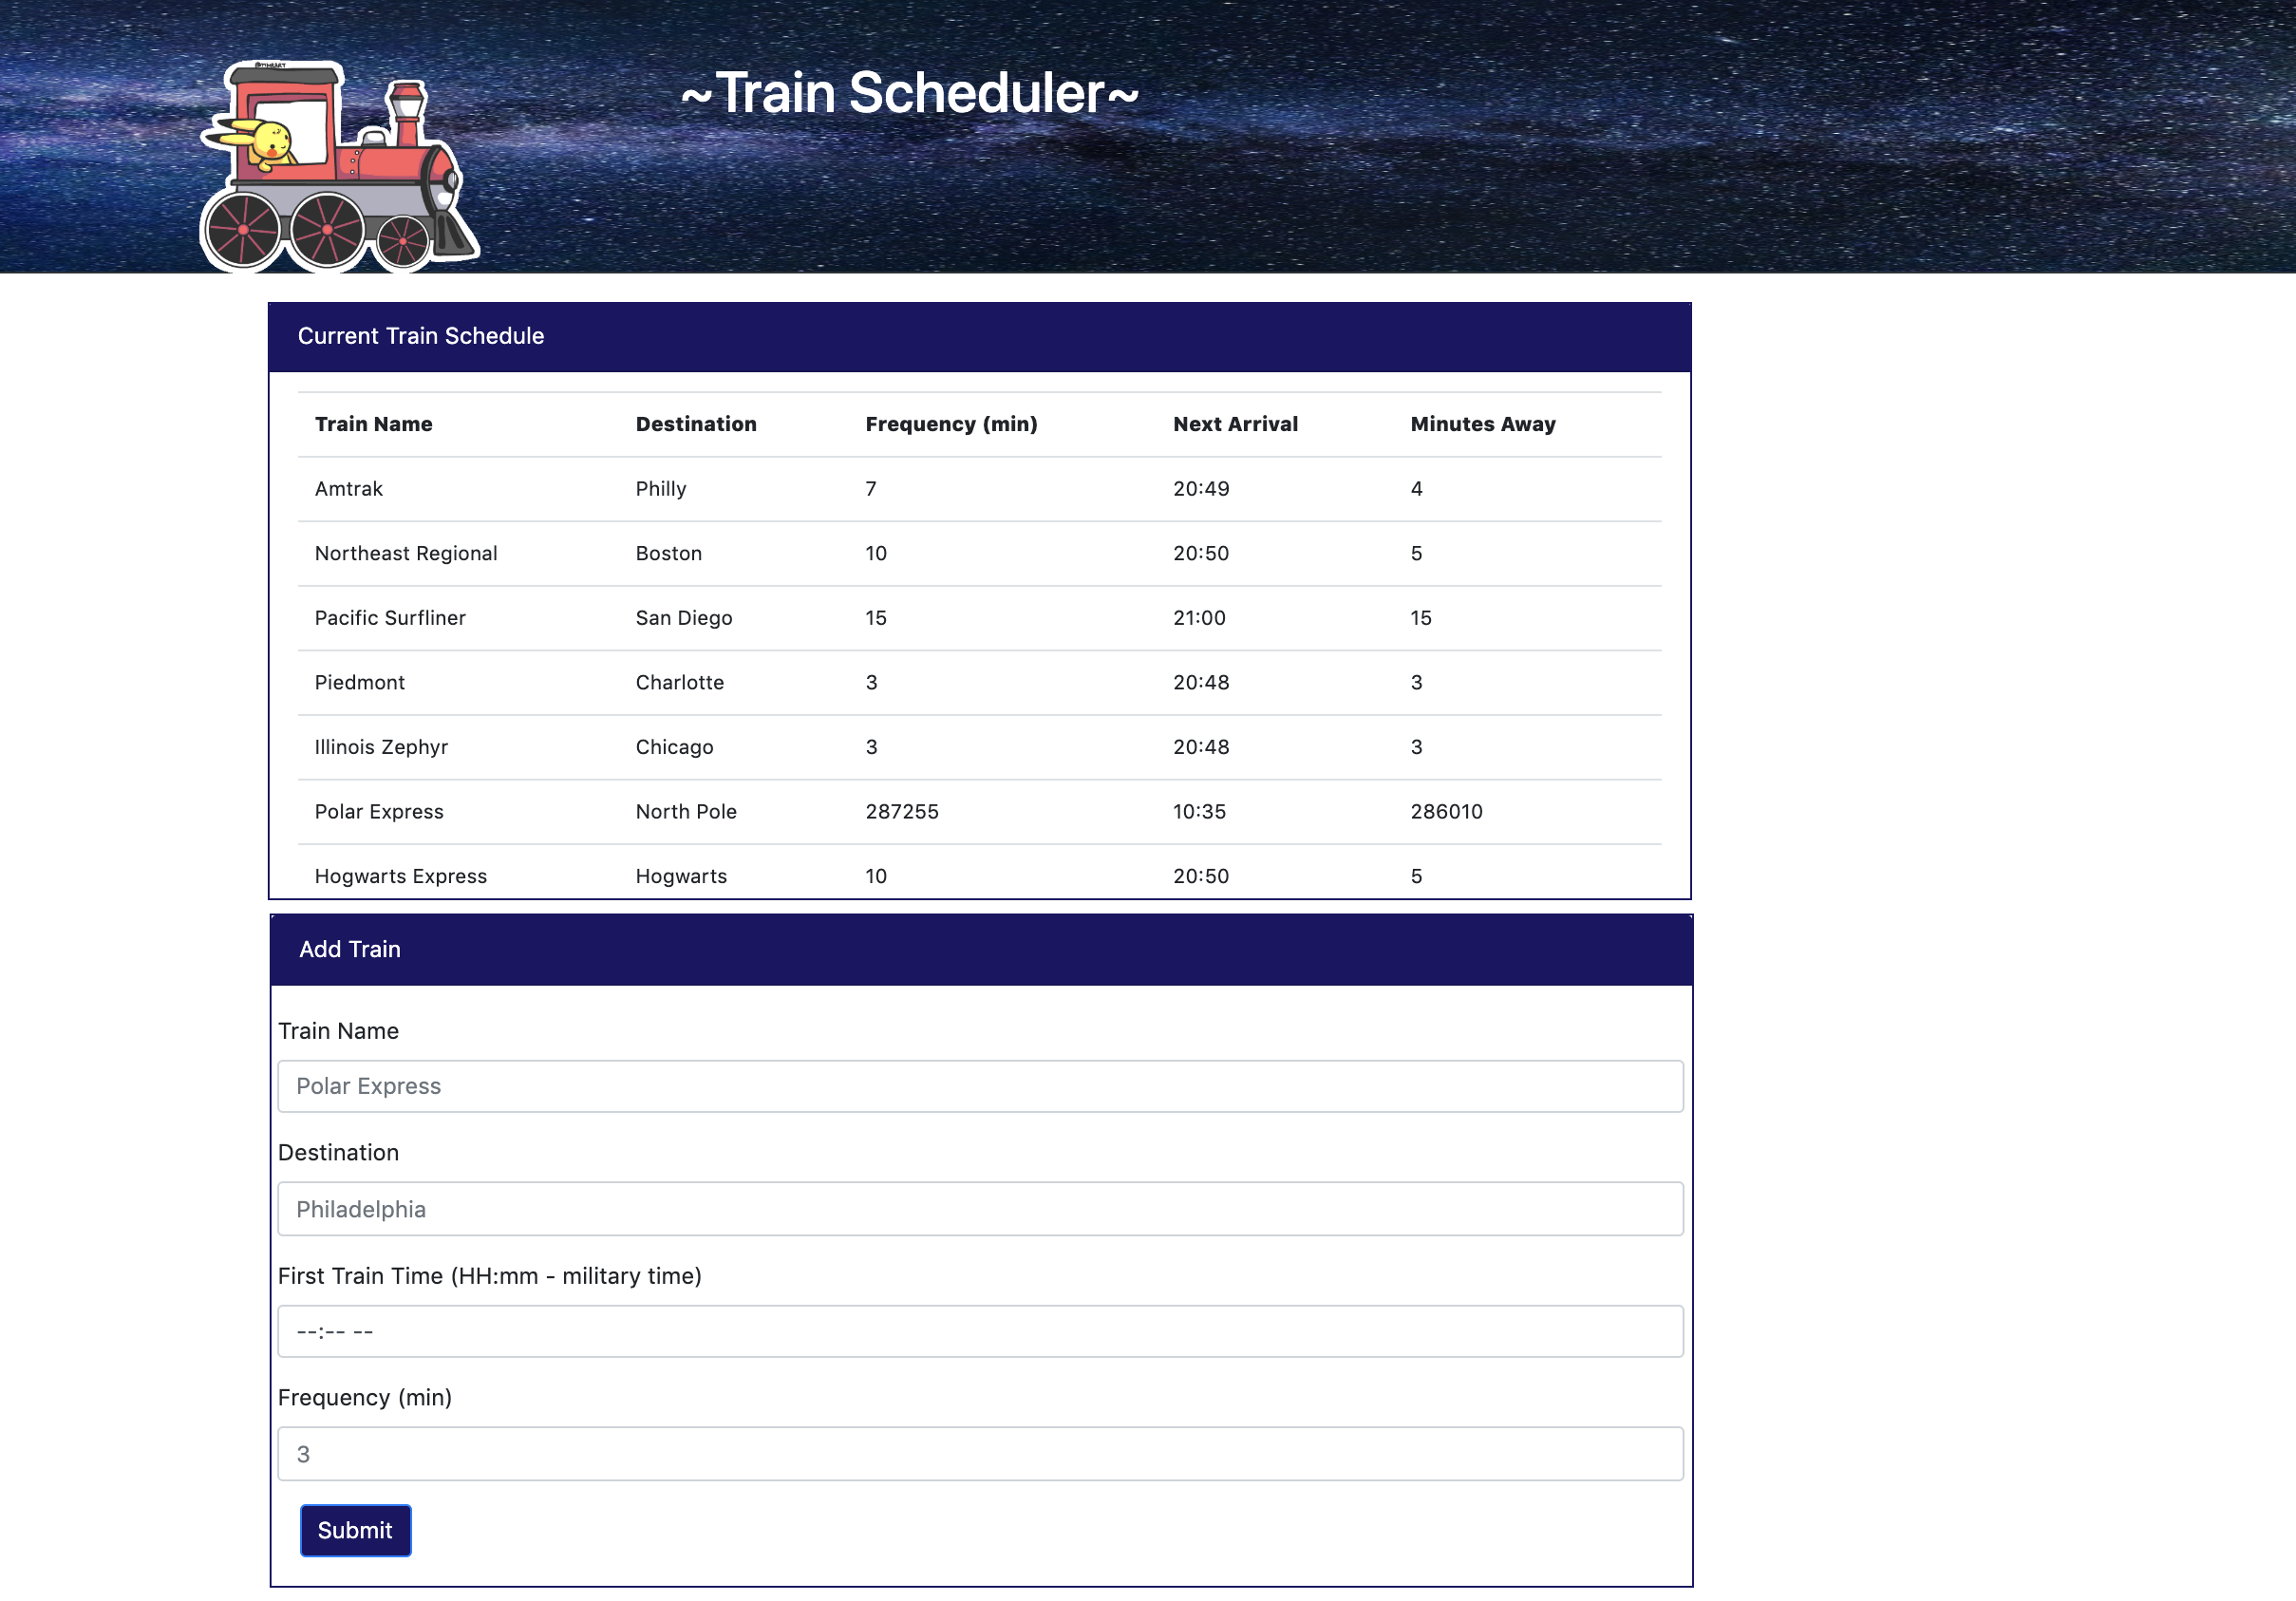 ~Train Scheduler~
Current Train Schedule
Train Name Destination Frequency (min) Next Arrival Minutes Away
Amtrak Philly 7 20:49 4
Northeast Regional Boston 10 20:50 5
Pacific Surfliner San Diego 15 21:00 15
Piedmont Charlotte 3 20:48 3
Illinois Zephyr Chicago 3 20:48 3
Polar Express North Pole 287255 10:35 286010
Hogwarts Express Hogwarts 10 20:50 5
Add Train
Train Name
Polar Express
Destination
Philadelphia
First Train Time (HH:mm - military time)
--:-- --
Frequency (min)
3
Submit